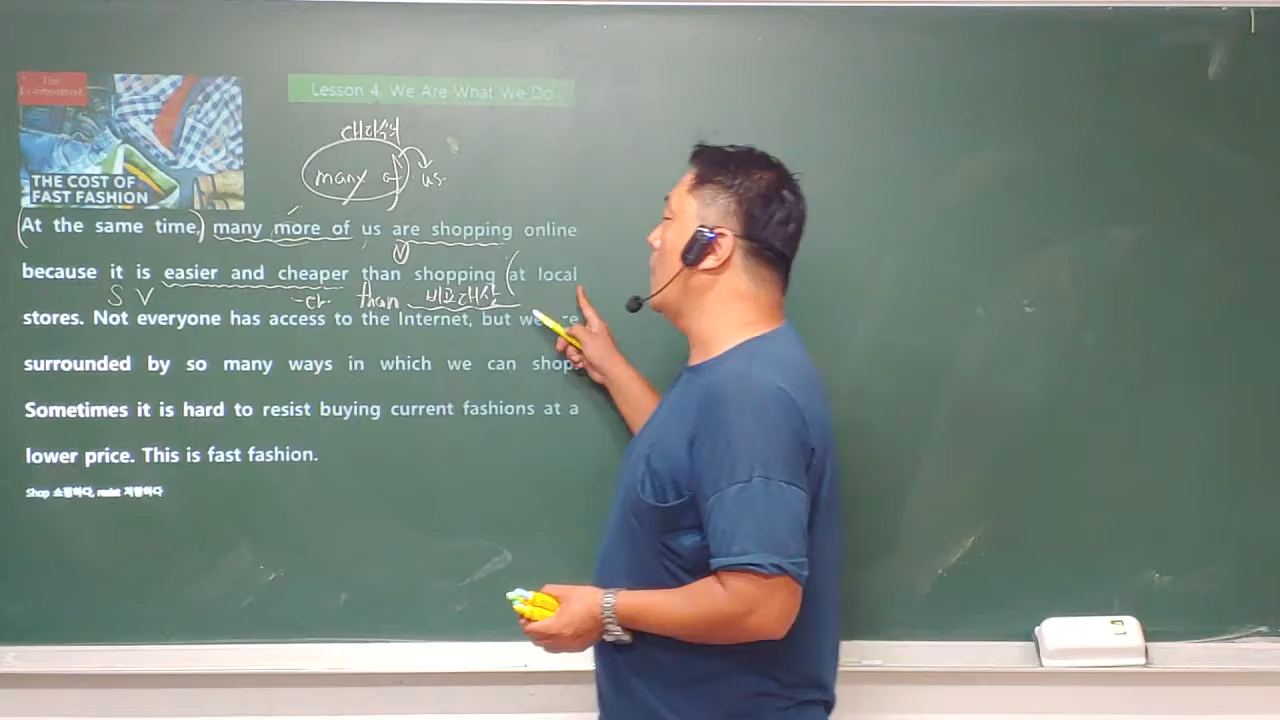 The
Economist
THE COST OF
FAST FASHION
Lesson 4. We Are What We Do
대명사
many of us
At the same time, many more of us are shopping online
V
because it is easier and cheaper than shopping (at local
S V -er than 비교대상
stores. Not everyone has access to the Internet, but we're
surrounded by so many ways in which we can shop.
Sometimes it is hard to resist buying current fashions at a
lower price. This is fast fashion.
Shop 쇼핑하다, resist 저항하다